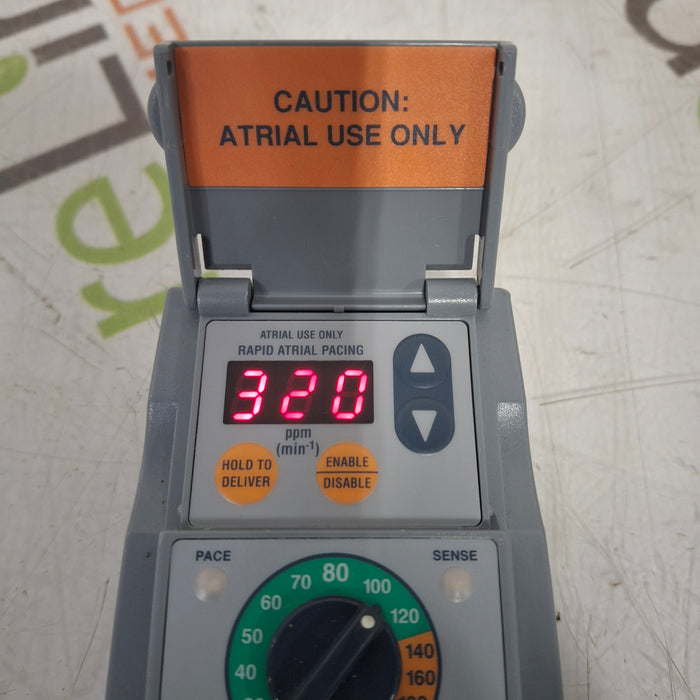 CAUTION:
ATRIAL USE ONLY
ATRIAL USE ONLY
RAPID ATRIAL PACING
320
ppm
(min⁻¹)
HOLD TO
DELIVER
ENABLE
DISABLE
PACE
SENSE
40
50
60
70
80
100
120
140
160